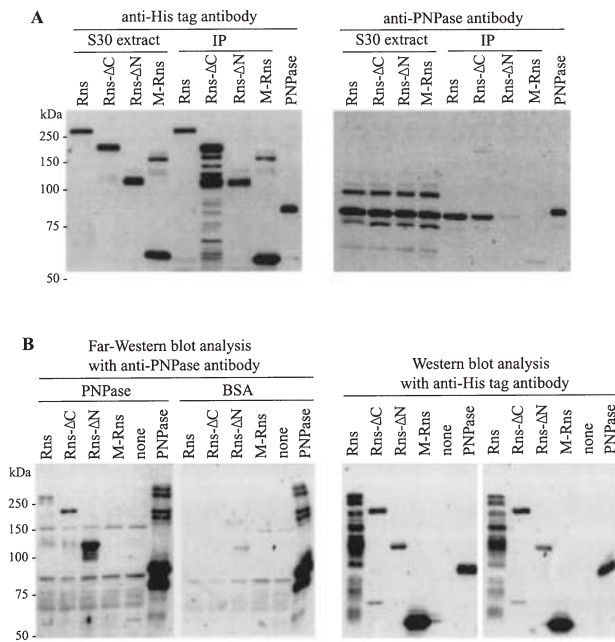 A
anti-His tag antibody
anti-PNPase antibody
S30 extract IP
S30 extract IP
Rns Rns-ΔC Rns-ΔN M-Rns Rns Rns-ΔC Rns-ΔN M-Rns PNPase
Rns Rns-ΔC Rns-ΔN M-Rns Rns Rns-ΔC Rns-ΔN M-Rns PNPase
kDa
250
150
100
75
50
B
Far-Western blot analysis
with anti-PNPase antibody
Western blot analysis
with anti-His tag antibody
PNPase BSA
Rns Rns-ΔC Rns-ΔN M-Rns none PNPase Rns Rns-ΔC Rns-ΔN M-Rns none PNPase
Rns Rns-ΔC Rns-ΔN M-Rns none PNPase Rns Rns-ΔC Rns-ΔN M-Rns none PNPase
kDa
250
150
100
75
50